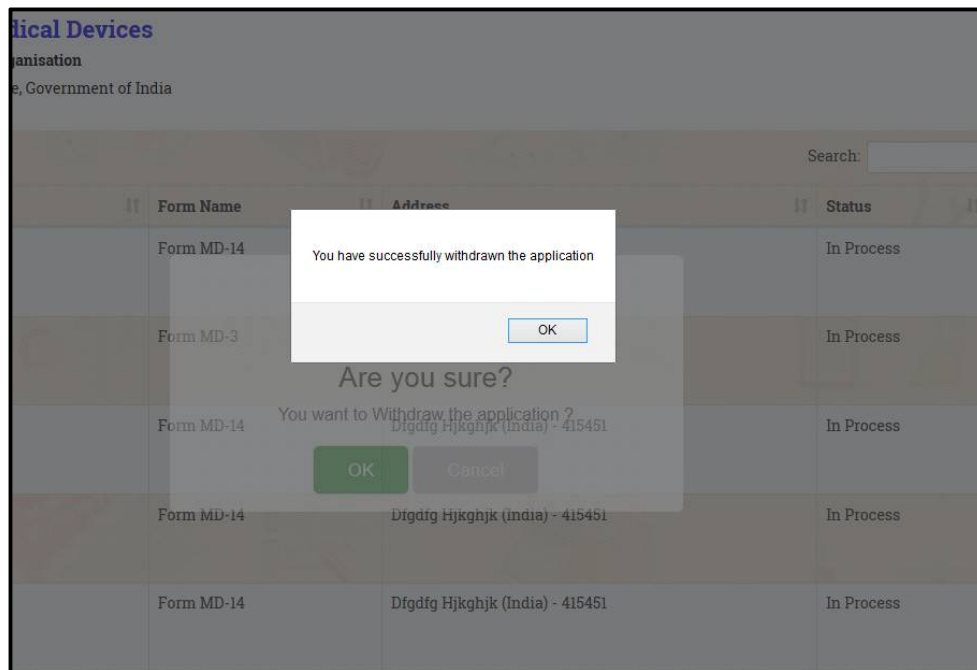 dical Devices
anisation
e, Government of India
Search:
Form Name Address Status
Form MD-14 In Process
You have successfully withdrawn the application
OK
Form MD-3 In Process
Are you sure?
You want to Withdraw the application ?
Form MD-14 Dfgdfg Hjkghjk (India) - 415451 In Process
OK Cancel
Form MD-14 Dfgdfg Hjkghjk (India) - 415451 In Process
Form MD-14 Dfgdfg Hjkghjk (India) - 415451 In Process